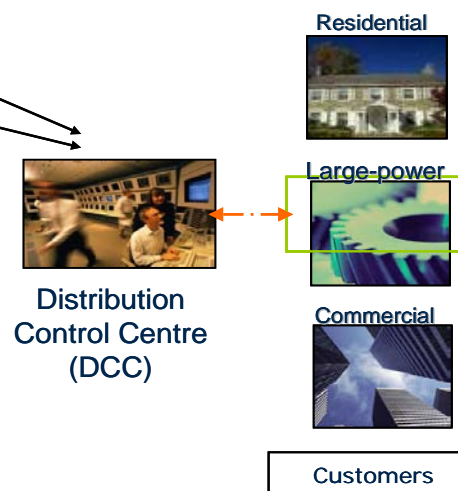 Residential
Large-power
Distribution
Control Centre
(DCC)
Commercial
Customers